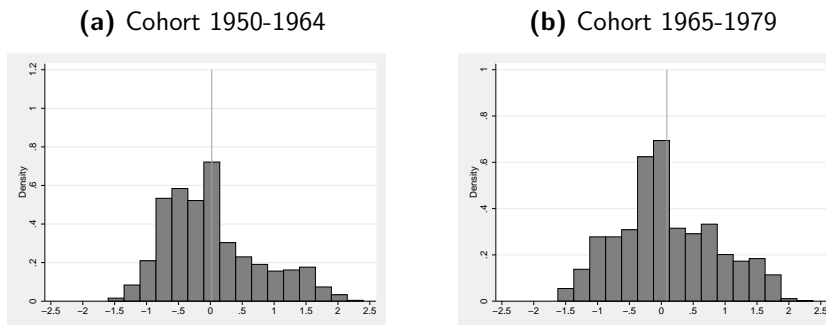 (a) Cohort 1950-1964
(b) Cohort 1965-1979
Density
0 .2 .4 .6 .8 1 1.2
-2.5 -2 -1.5 -1 -.5 0 .5 1 1.5 2 2.5
Density
0 .2 .4 .6 .8 1
-2.5 -2 -1.5 -1 -.5 0 .5 1 1.5 2 2.5